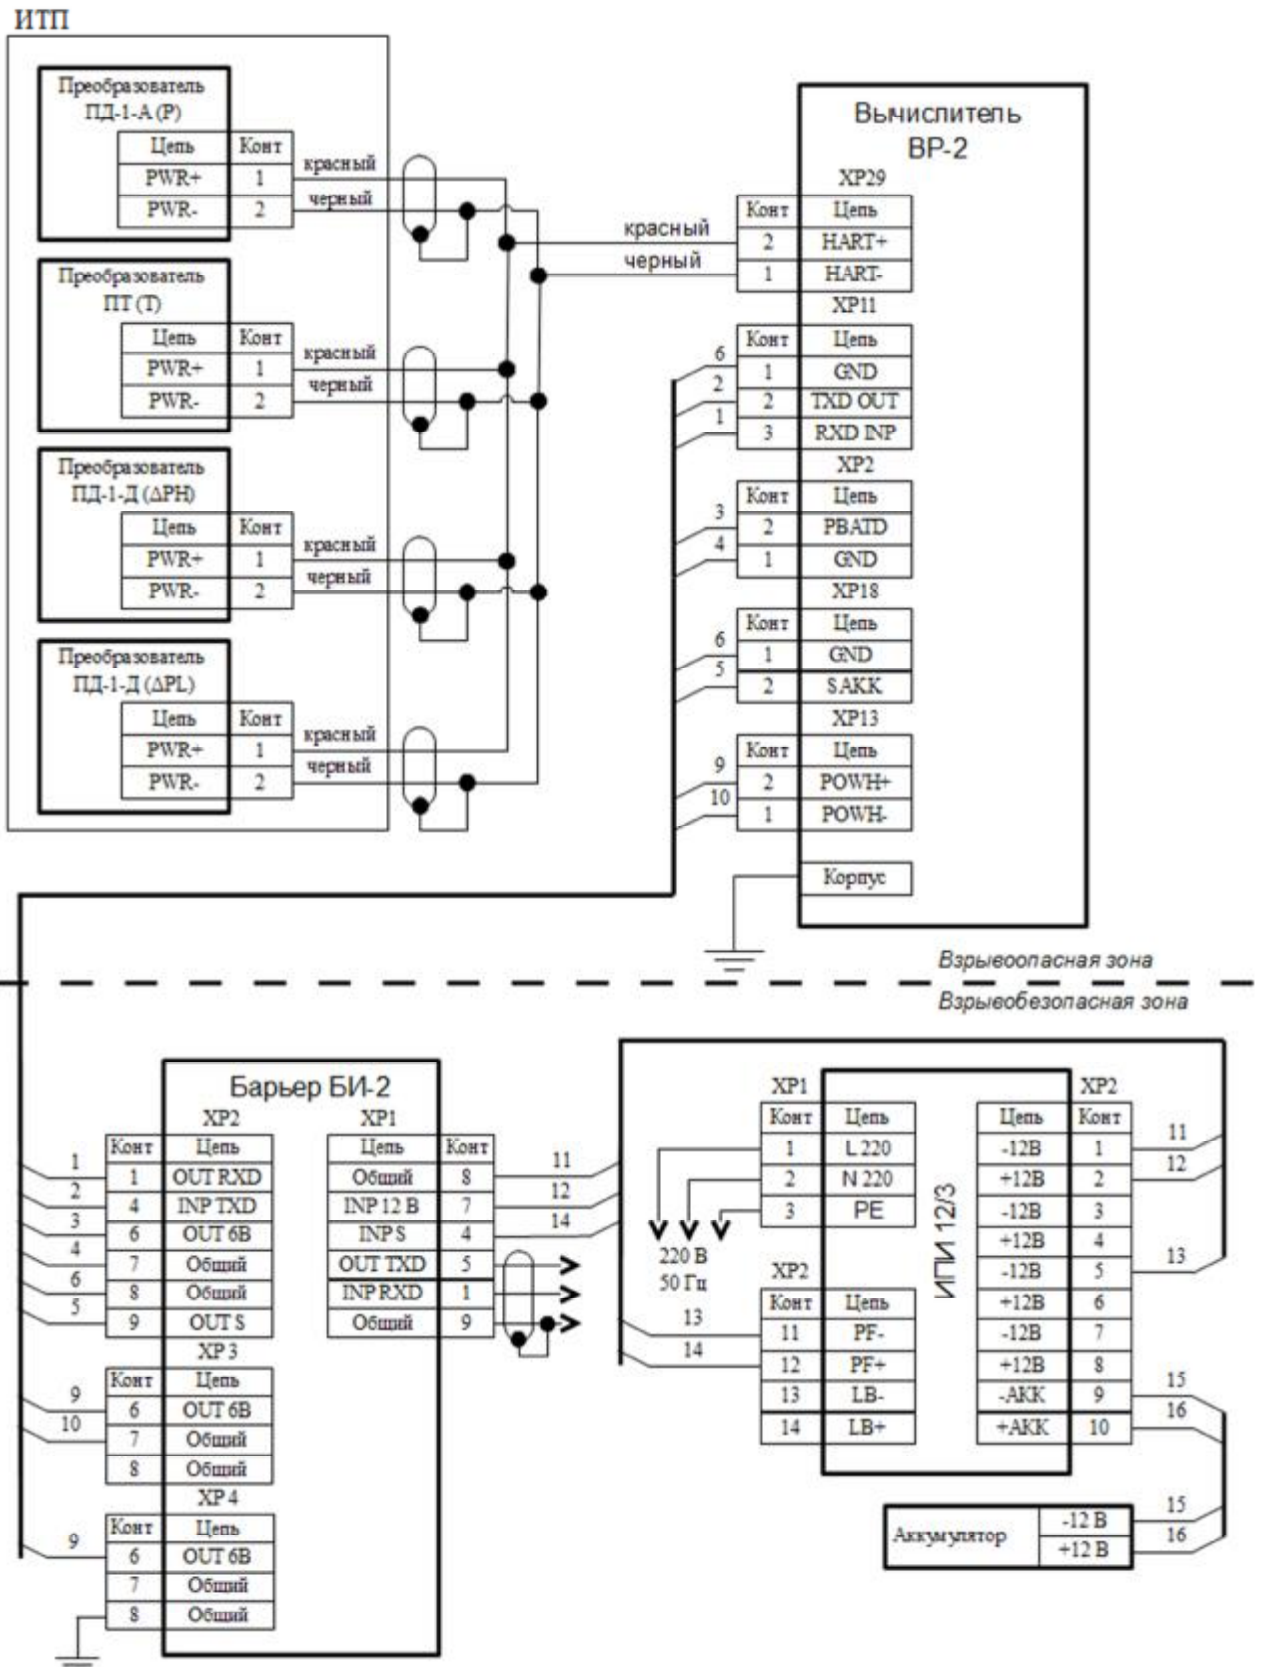 ИТП
Преобразователь
ПД-1-А (Р)
Цепь Конт
PWR+ 1 красный
PWR- 2 черный
Преобразователь
ПТ (Т)
Цепь Конт
PWR+ 1 красный
PWR- 2 черный
Преобразователь
ПД-1-Д (ΔPH)
Цепь Конт
PWR+ 1 красный
PWR- 2 черный
Преобразователь
ПД-1-Д (ΔPL)
Цепь Конт
PWR+ 1 красный
PWR- 2 черный
Вычислитель
ВР-2
XP29
Конт Цепь
красный 2 HART+
черный 1 HART-
XP11
Конт Цепь
6 1 GND
2 2 TXD OUT
1 3 RXD INP
XP2
Конт Цепь
3 2 PBATD
4 1 GND
XP18
Конт Цепь
6 1 GND
5 2 SAKK
XP13
Конт Цепь
9 2 POWH+
10 1 POWH-
Корпус
Взрывоопасная зона
Взрывобезопасная зона
Барьер БИ-2
XP2
Конт Цепь
1 1 OUT RXD
2 4 INP TXD
3 6 OUT 6В
4 7 Общий
6 8 Общий
5 9 OUT S
XP 3
Конт Цепь
9 6 OUT 6В
10 7 Общий
8 Общий
XP 4
Конт Цепь
9 6 OUT 6В
7 Общий
8 Общий
XP1
Цепь Конт
Общий 8 11
INP 12 В 7 12
INP S 4 14
OUT TXD 5
INP RXD 1
Общий 9
ИПИ 12/3
XP1
Конт Цепь
1 L 220
2 N 220
3 PE
220 В
50 Гц
XP2
Конт Цепь
13 11 PF-
14 12 PF+
13 LB-
14 LB+
XP2
Цепь Конт
-12В 1 11
+12В 2 12
-12В 3
+12В 4
-12В 5 13
+12В 6
-12В 7
+12В 8
-АКК 9 15
+АКК 10 16
Аккумулятор
-12 В 15
+12 В 16